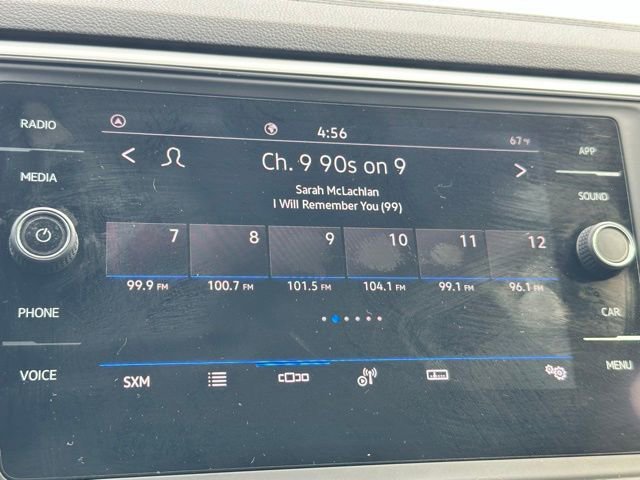 RADIO
MEDIA
PHONE
VOICE
4:56
67°F
< Ch. 9 90s on 9 >
Sarah McLachlan
I Will Remember You (99)
7 8 9 10 11 12
99.9 FM 100.7 FM 101.5 FM 104.1 FM 99.1 FM 96.1 FM
SXM
APP
SOUND
CAR
MENU